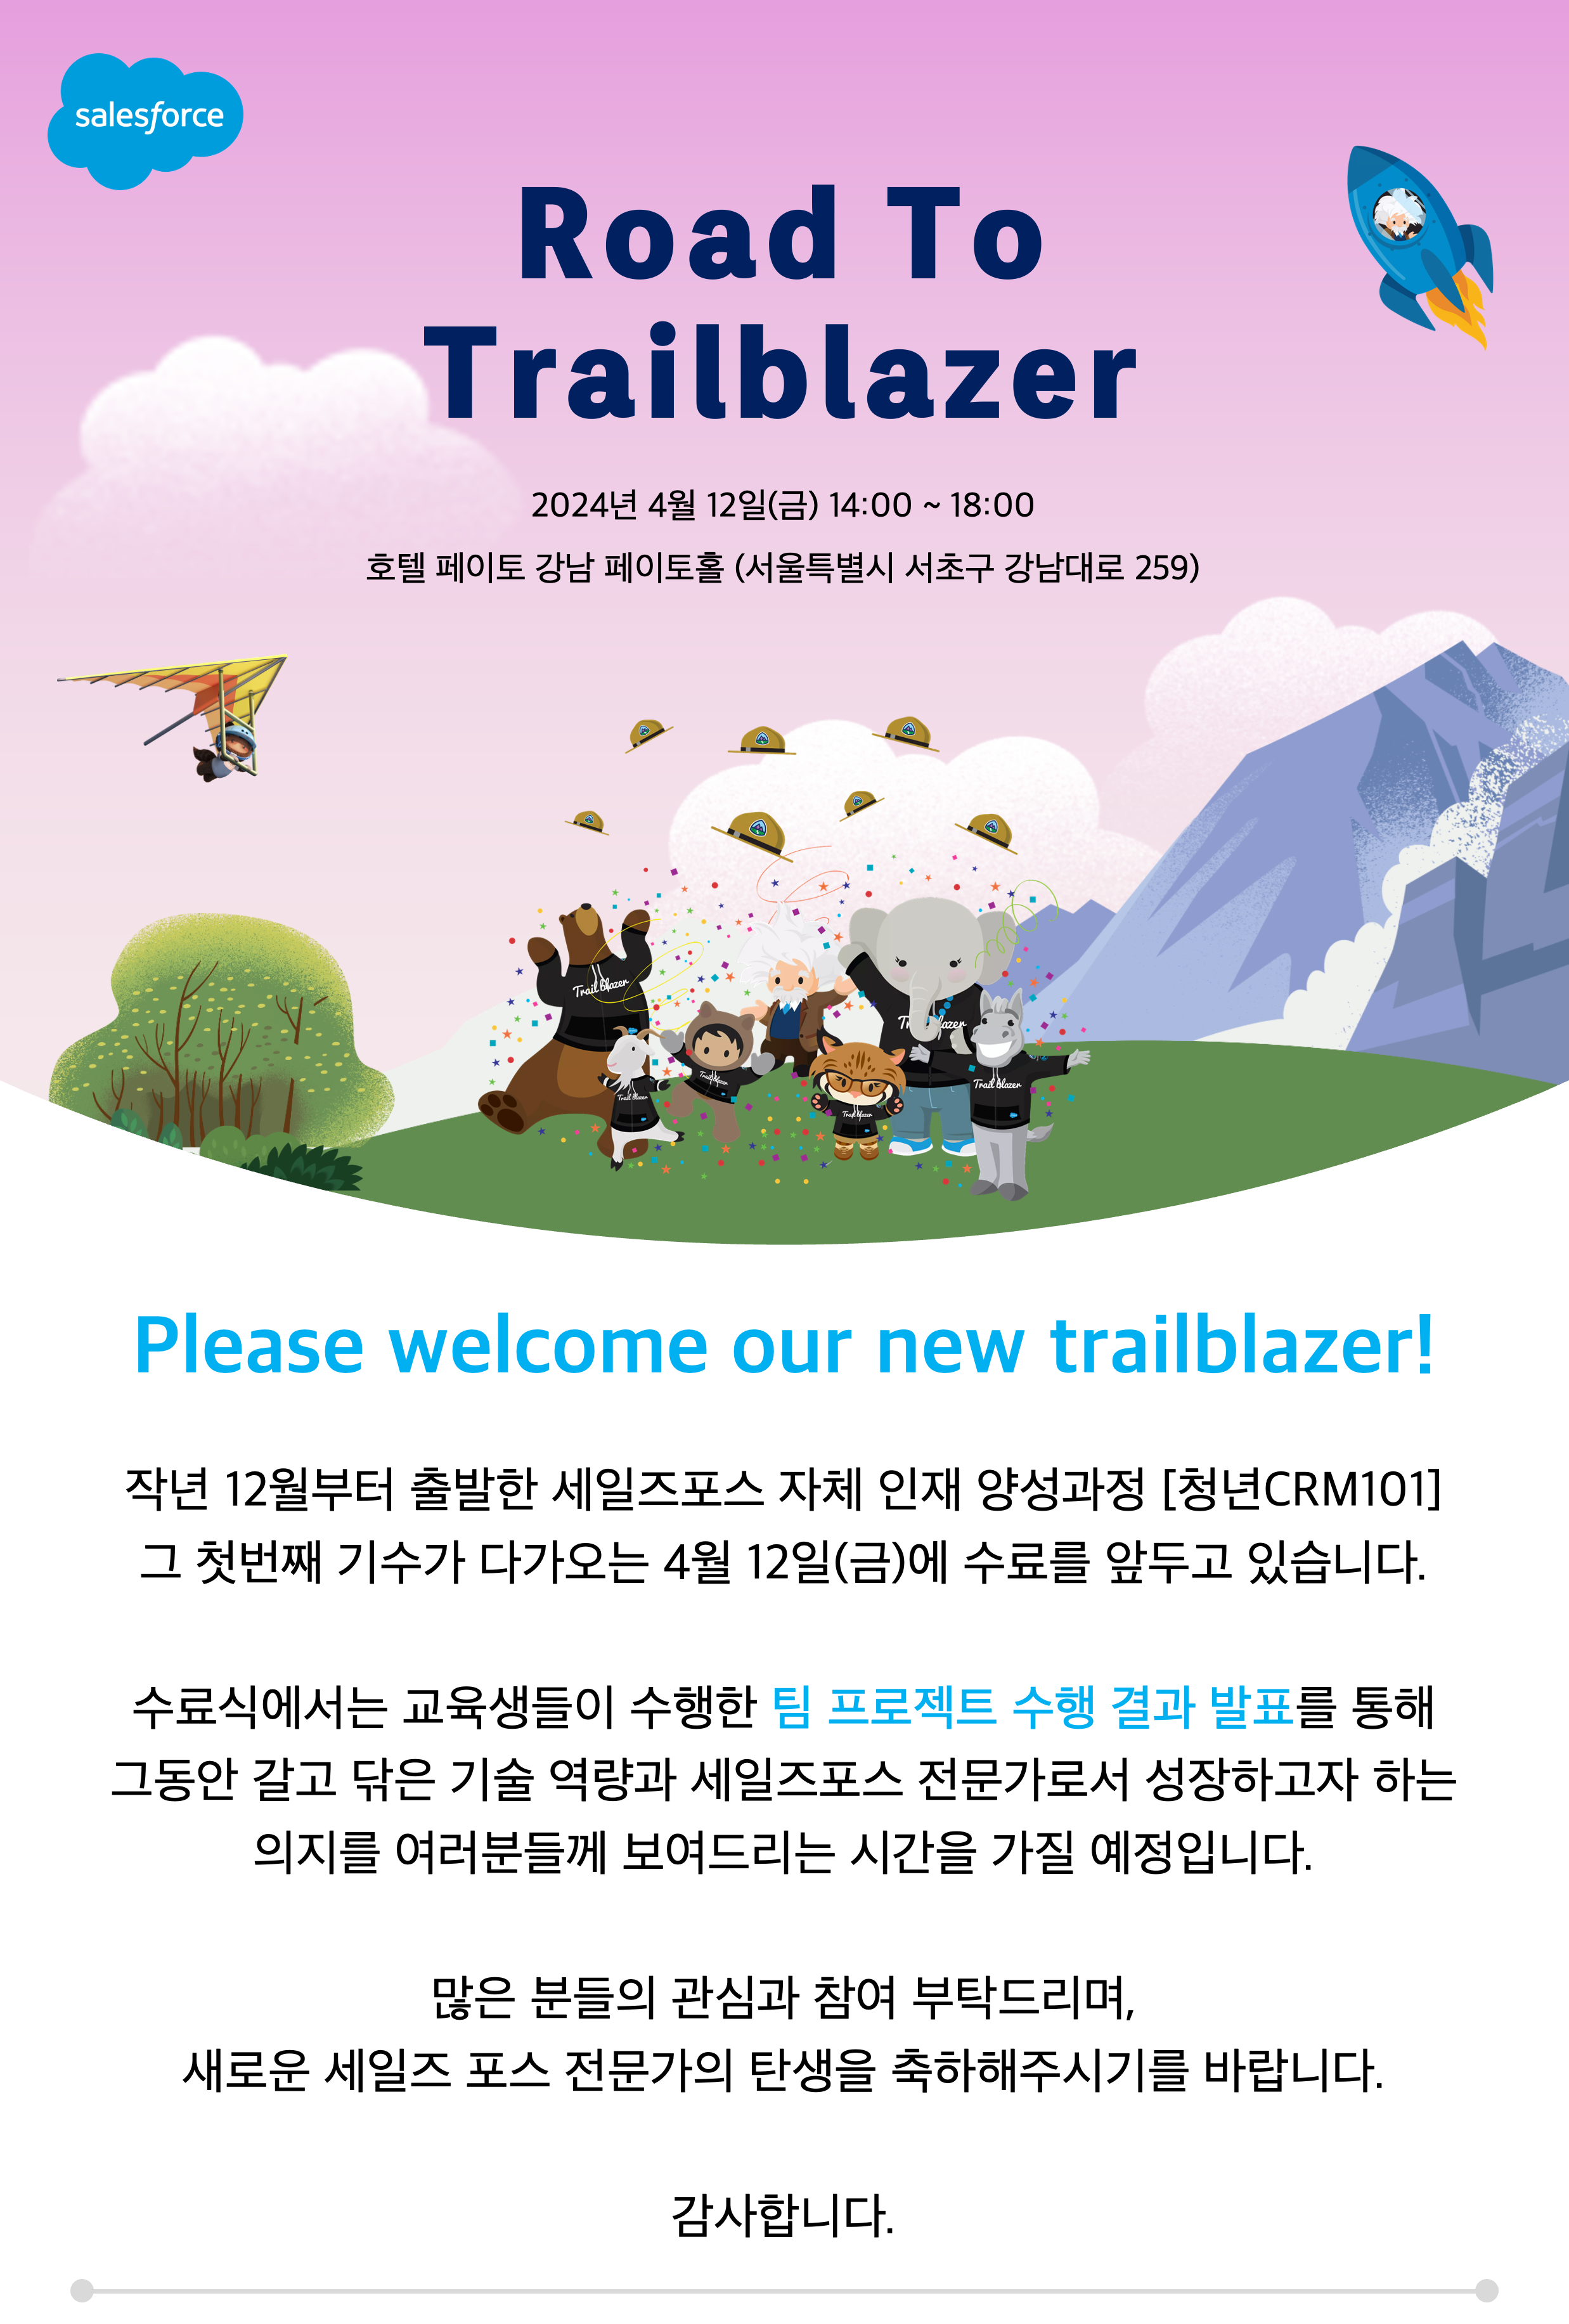 salesforce
Road To
Trailblazer
2024년 4월 12일(금) 14:00 ~ 18:00
호텔 페이토 강남 페이토홀 (서울특별시 서초구 강남대로 259)
Trailblazer
Trailblazer
Trailblazer
Trailblazer
Trailblazer
Trailblazer
Please welcome our new trailblazer!
작년 12월부터 출발한 세일즈포스 자체 인재 양성과정 [청년CRM101]
그 첫번째 기수가 다가오는 4월 12일(금)에 수료를 앞두고 있습니다.
수료식에서는 교육생들이 수행한 팀 프로젝트 수행 결과 발표를 통해
그동안 갈고 닦은 기술 역량과 세일즈포스 전문가로서 성장하고자 하는
의지를 여러분들께 보여드리는 시간을 가질 예정입니다.
많은 분들의 관심과 참여 부탁드리며,
새로운 세일즈 포스 전문가의 탄생을 축하해주시기를 바랍니다.
감사합니다.